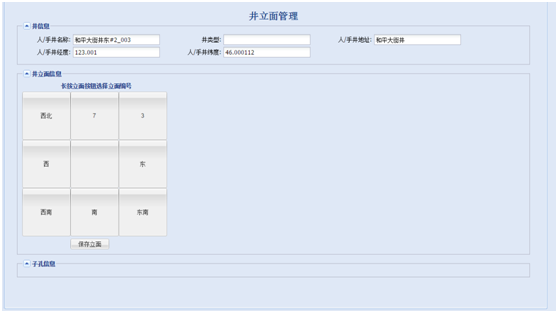 井立面管理
井信息
人/手井名称: 和平大街井东#2_003 井类型: 人/手井地址: 和平大街井
人/手井经度: 123.001 人/手井纬度: 46.000112
井立面信息
长按立面按钮选择立面编号
西北 7 3
西 东
西南 南 东南
保存立面
子孔信息